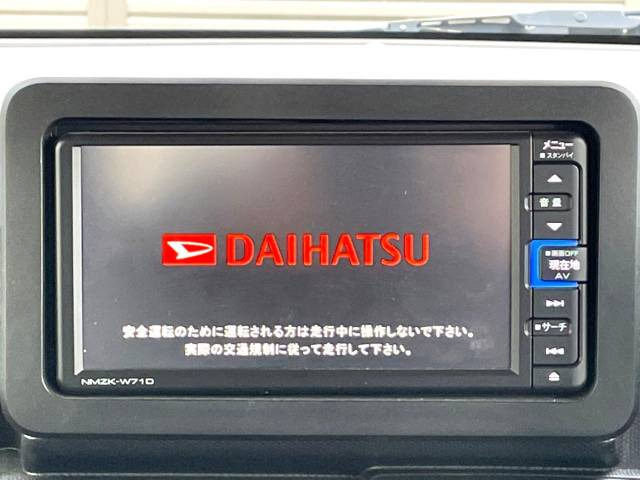 DAIHATSU
安全運転のために運転される方は走行中に操作しないで下さい。
実際の交通規制に従って走行して下さい。
NMZK-W71D
メニュー
スタンバイ
音量
画面OFF
現在地
AV
サーチ